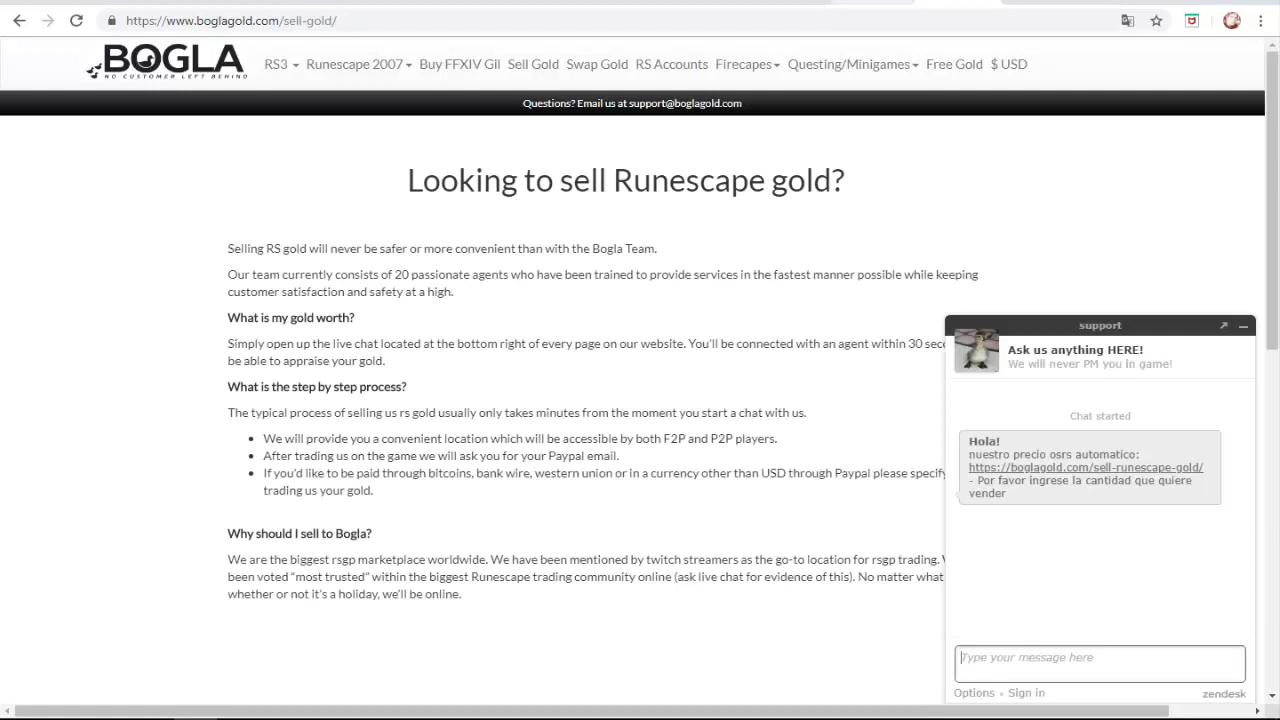 https://www.boglagold.com/sell-gold/
BOGLA
NO CUSTOMER LEFT BEHIND
RS3 Runescape 2007 Buy FFXIV Gil Sell Gold Swap Gold RS Accounts Firecapes Questing/Minigames Free Gold $ USD
Questions? Email us at support@boglagold.com
Looking to sell Runescape gold?
Selling RS gold will never be safer or more convenient than with the Bogla Team.
Our team currently consists of 20 passionate agents who have been trained to provide services in the fastest manner possible while keeping
customer satisfaction and safety at a high.
What is my gold worth?
Simply open up the live chat located at the bottom right of every page on our website. You'll be connected with an agent within 30
be able to appraise your gold.
What is the step by step process?
The typical process of selling us rs gold usually only takes minutes from the moment you start a chat with us.
• We will provide you a convenient location which will be accessible by both F2P and P2P players.
• After trading us on the game we will ask you for your Paypal email.
• If you'd like to be paid through bitcoins, bank wire, western union or in a currency other than USD through Paypal please specify
trading us your gold.
Why should I sell to Bogla?
We are the biggest rsgp marketplace worldwide. We have been mentioned by twitch streamers as the go-to location for rsgp trading.
been voted “most trusted” within the biggest Runescape trading community online (ask live chat for evidence of this). No matter what
whether or not it's a holiday, we'll be online.
support
Ask us anything HERE!
We will never PM you in game!
Chat started
Hola!
nuestro precio osrs automatico:
https://boglagold.com/sell-runescape-gold/
- Por favor ingrese la cantidad que quiere
vender
Type your message here
Options • Sign in
zendesk